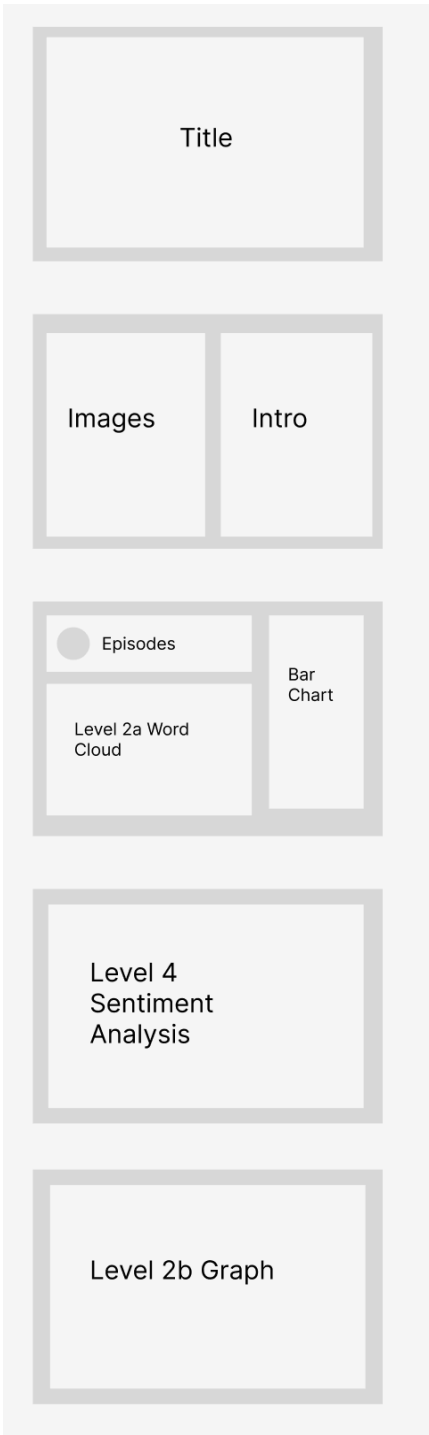 Title
Images
Intro
Episodes
Level 2a Word
Cloud
Bar
Chart
Level 4
Sentiment
Analysis
Level 2b Graph